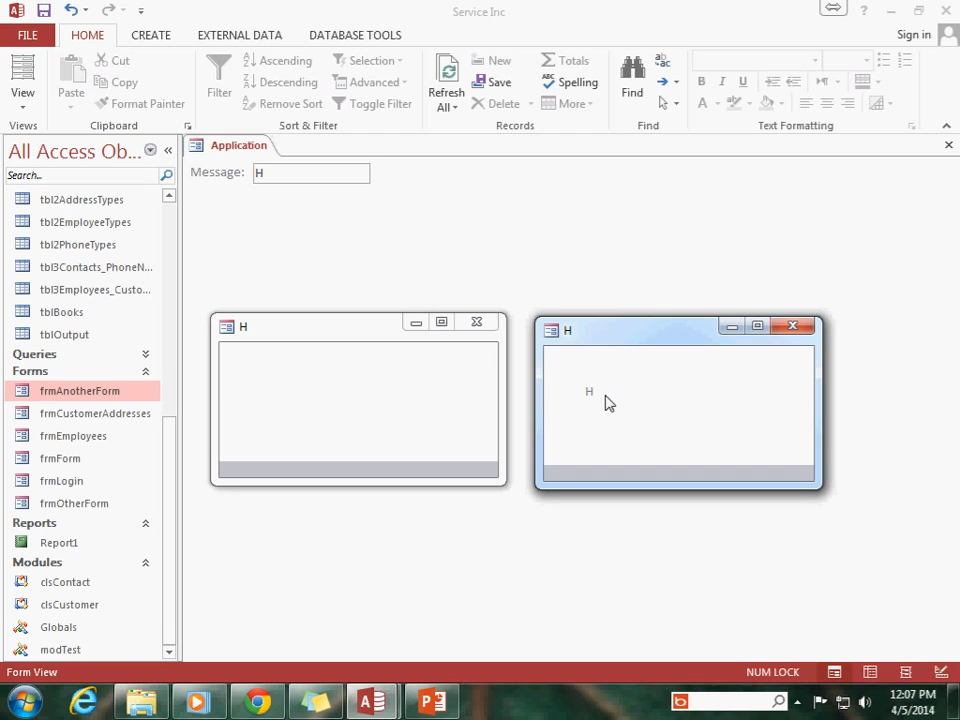 Service Inc
?
FILE
HOME
CREATE
EXTERNAL DATA
DATABASE TOOLS
Sign in
View
Views
Paste
Cut
Copy
Format Painter
Clipboard
Filter
Ascending
Descending
Remove Sort
Selection
Advanced
Toggle Filter
Sort & Filter
Refresh
All
New
Save
Delete
Totals
Spelling
More
Records
Find
Find
B I U
A
Text Formatting
All Access Ob...
Search...
tbl2AddressTypes
tbl2EmployeeTypes
tbl2PhoneTypes
tbl3Contacts_PhoneN...
tbl3Employees_Custo...
tblBooks
tblOutput
Queries
Forms
frmAnotherForm
frmCustomerAddresses
frmEmployees
frmForm
frmLogin
frmOtherForm
Reports
Report1
Modules
clsContact
clsCustomer
Globals
modTest
Application
Message: H
H
H
H
Form View
NUM LOCK
12:07 PM
4/5/2014